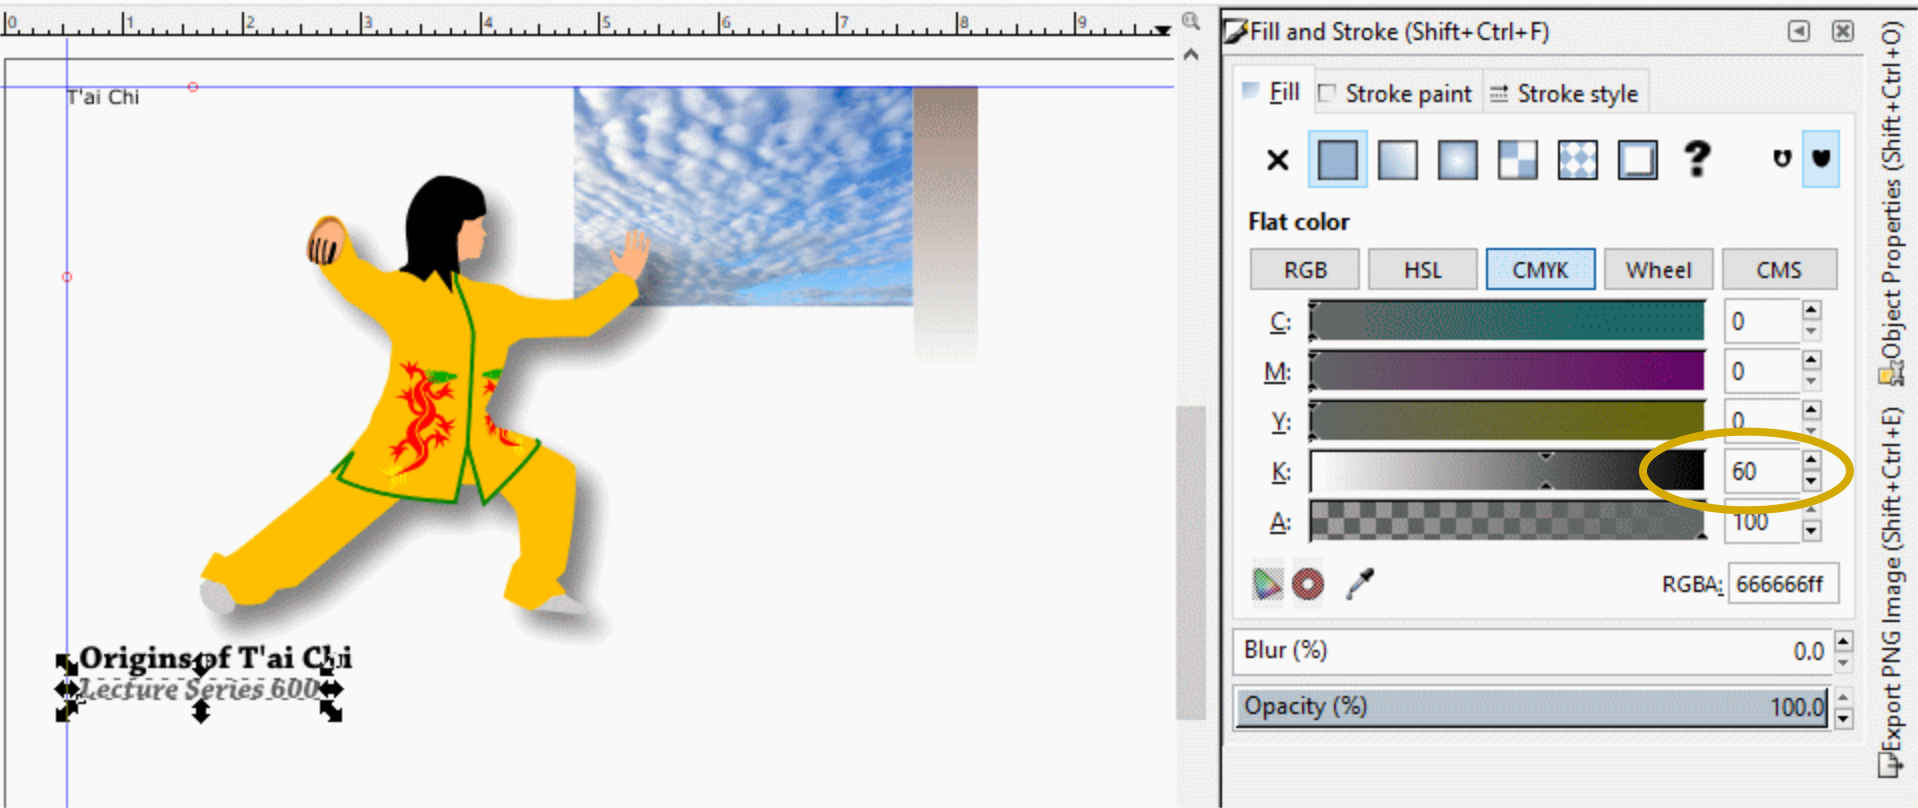 0 1 2 3 4 5 6 7 8 9
T'ai Chi
Origins of T'ai Chi
Lecture Series 600
Fill and Stroke (Shift+Ctrl+F)
Fill Stroke paint Stroke style
?
Flat color
RGB HSL CMYK Wheel CMS
C: 0
M: 0
Y: 0
K: 60
A: 100
RGBA: 666666ff
Blur (%) 0.0
Opacity (%) 100.0
Object Properties (Shift+Ctrl+O)
Export PNG Image (Shift+Ctrl+E)